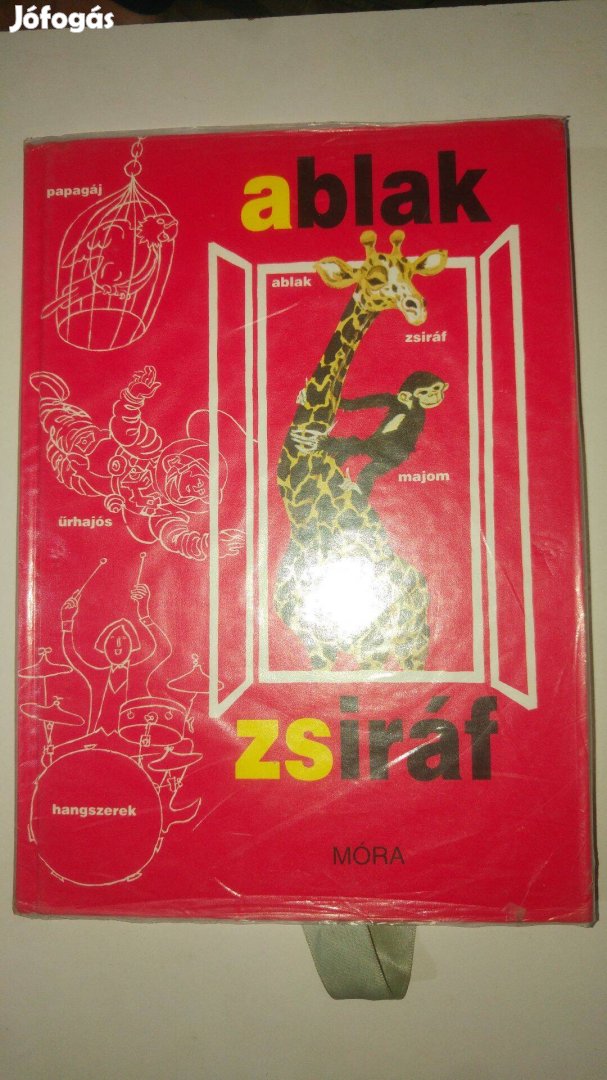 Jófogás
ablak
papagáj
ablak
zsiráf
majom
űrhajós
zsiráf
hangszerek
MÓRA